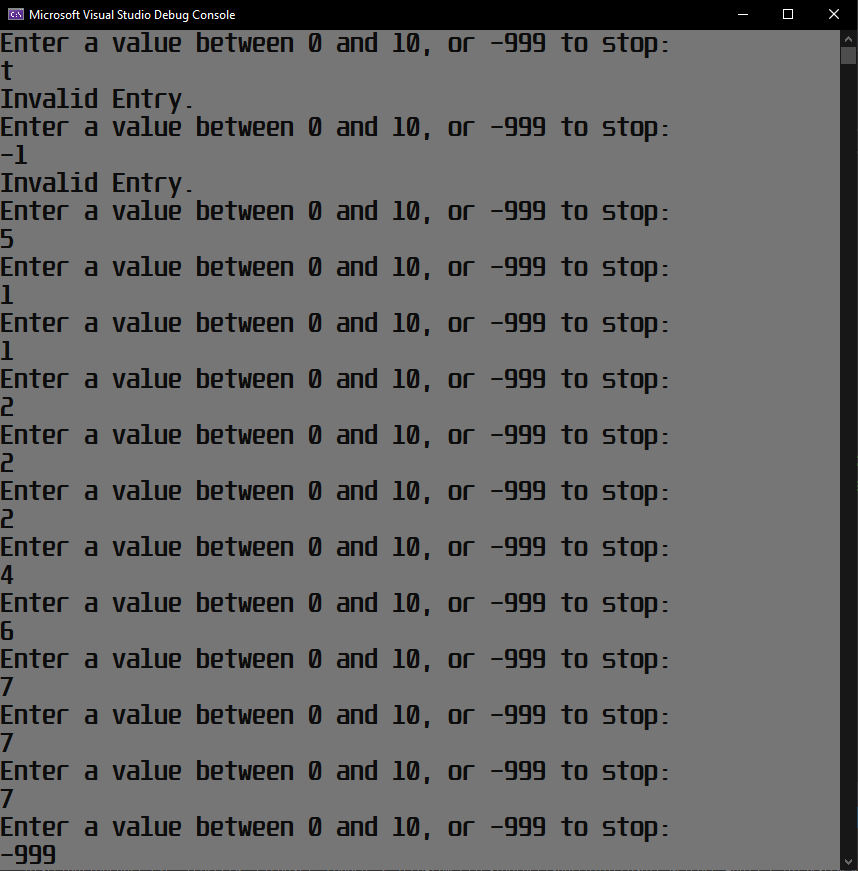 Microsoft Visual Studio Debug Console
Enter a value between 0 and 10, or -999 to stop:
t
Invalid Entry.
Enter a value between 0 and 10, or -999 to stop:
-1
Invalid Entry.
Enter a value between 0 and 10, or -999 to stop:
5
Enter a value between 0 and 10, or -999 to stop:
1
Enter a value between 0 and 10, or -999 to stop:
1
Enter a value between 0 and 10, or -999 to stop:
2
Enter a value between 0 and 10, or -999 to stop:
2
Enter a value between 0 and 10, or -999 to stop:
2
Enter a value between 0 and 10, or -999 to stop:
4
Enter a value between 0 and 10, or -999 to stop:
6
Enter a value between 0 and 10, or -999 to stop:
7
Enter a value between 0 and 10, or -999 to stop:
7
Enter a value between 0 and 10, or -999 to stop:
7
Enter a value between 0 and 10, or -999 to stop:
-999